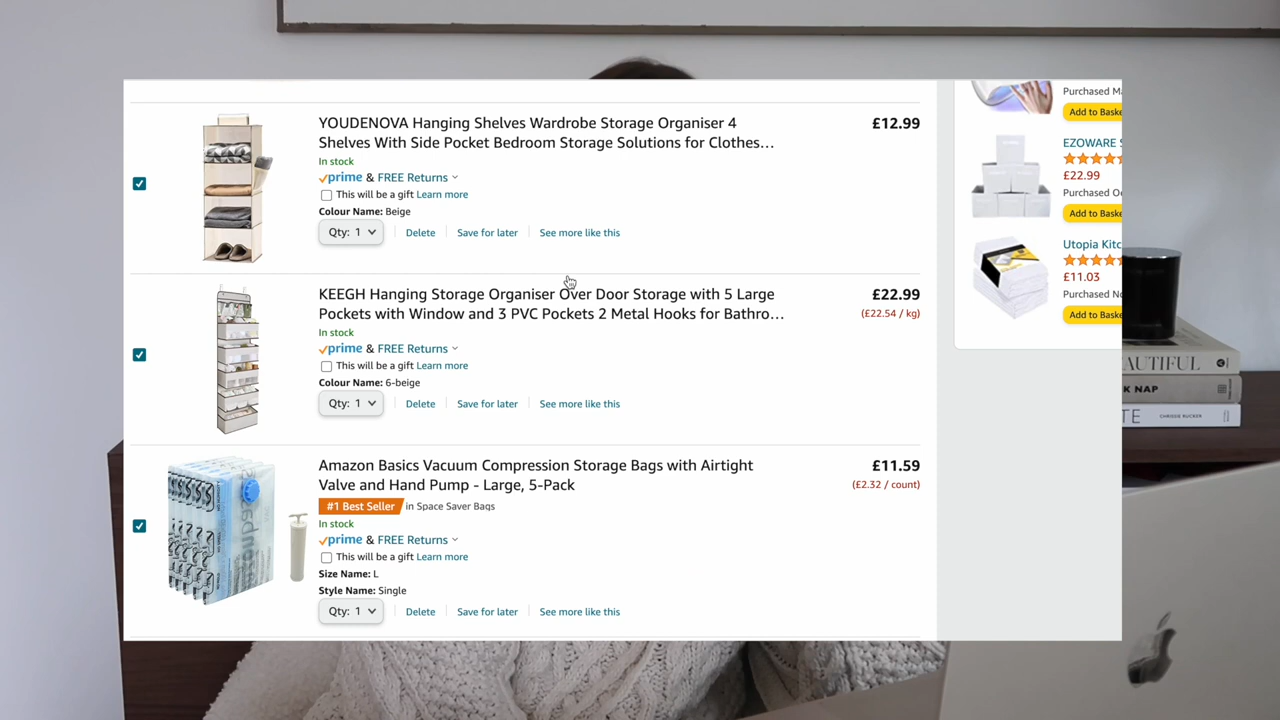 YOUDENOVA Hanging Shelves Wardrobe Storage Organiser 4
Shelves With Side Pocket Bedroom Storage Solutions for Clothes…
£12.99
In stock
prime & FREE Returns
This will be a gift Learn more
Colour Name: Beige
Qty: 1
Delete
Save for later
See more like this
KEEGH Hanging Storage Organiser Over Door Storage with 5 Large
Pockets with Window and 3 PVC Pockets 2 Metal Hooks for Bathro…
£22.99
(£22.54 / kg)
In stock
prime & FREE Returns
This will be a gift Learn more
Colour Name: 6-beige
Qty: 1
Delete
Save for later
See more like this
Amazon Basics Vacuum Compression Storage Bags with Airtight
Valve and Hand Pump - Large, 5-Pack
£11.59
(£2.32 / count)
#1 Best Seller in Space Saver Bags
In stock
prime & FREE Returns
This will be a gift Learn more
Size Name: L
Style Name: Single
Qty: 1
Delete
Save for later
See more like this
Purchased Ma
Add to Baske
EZOWARE S
£22.99
Purchased Oc
Add to Baske
Utopia Kitc
£11.03
Purchased No
Add to Baske
AUTIFUL
K NAP
TE CHRISSIE RUCKER